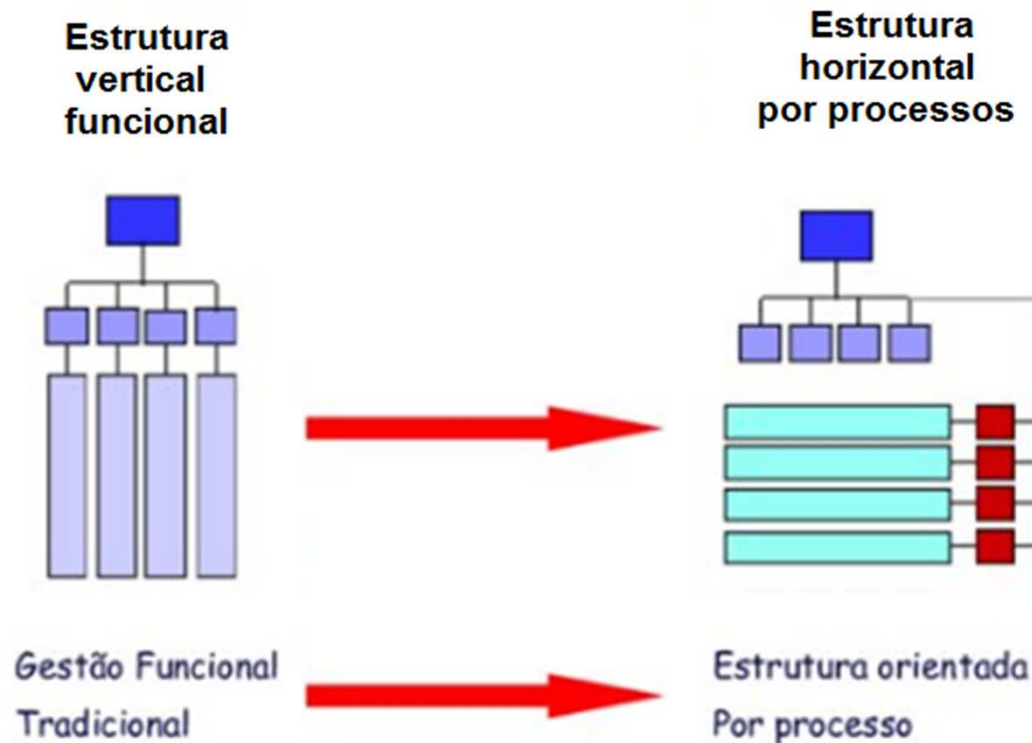 Estrutura
vertical
funcional
Estrutura
horizontal
por processos
Gestão Funcional
Tradicional
Estrutura orientada
Por processo